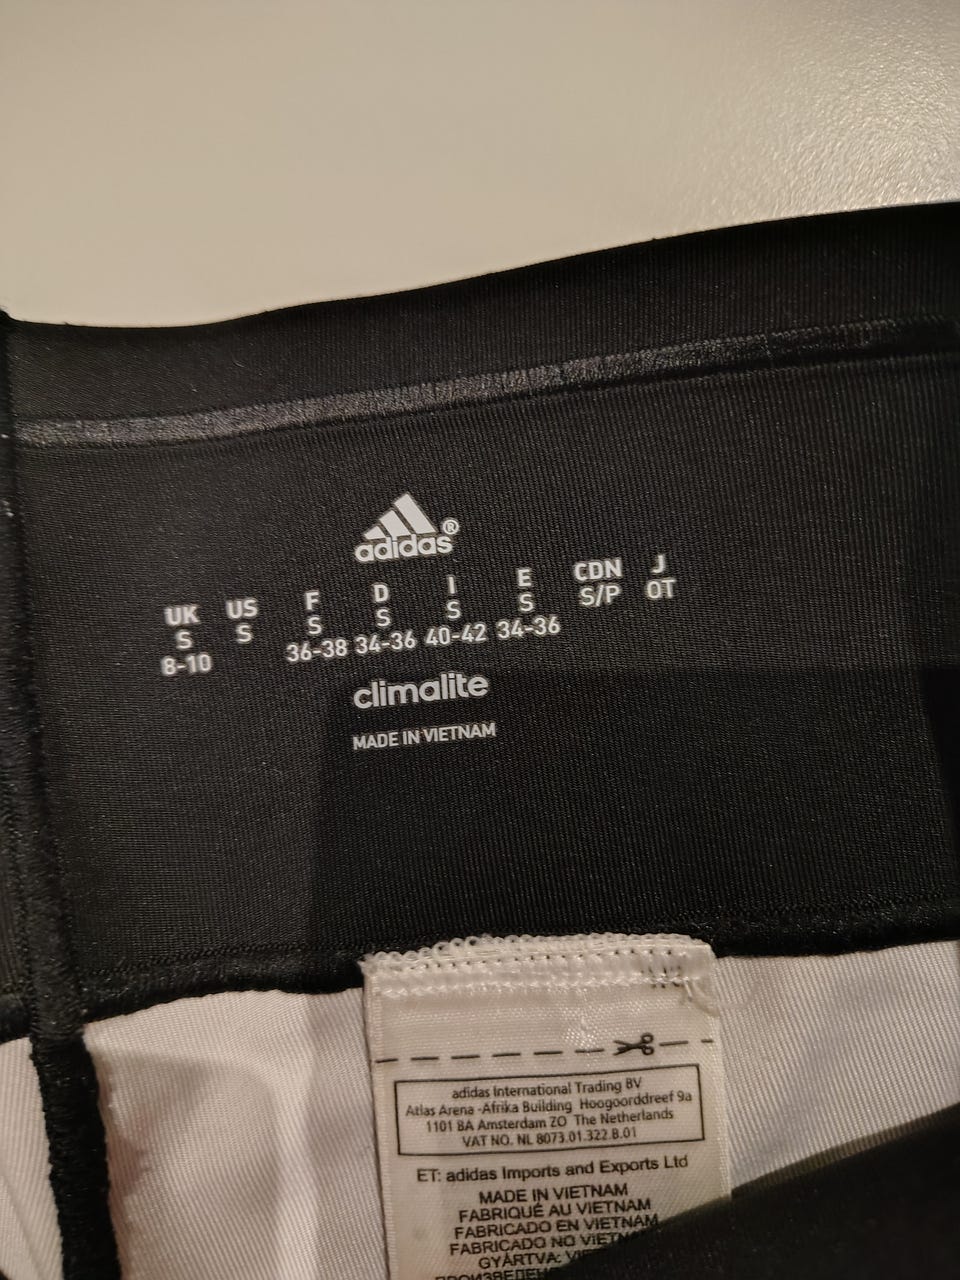 adidas®
UK US F D I E CDN J
S S S S S S S/P OT
8-10 36-38 34-36 40-42 34-36
climalite
MADE IN VIETNAM
adidas International Trading BV
Atlas Arena -Afrika Building Hoogoorddreef 9a
1101 BA Amsterdam ZO The Netherlands
VAT NO. NL 8073.01.322.B.01
ET: adidas Imports and Exports Ltd
MADE IN VIETNAM
FABRIQUÉ AU VIETNAM
FABRICADO EN VIETNAM
FABRICADO NO VIETNAM
GYÁRTVA: